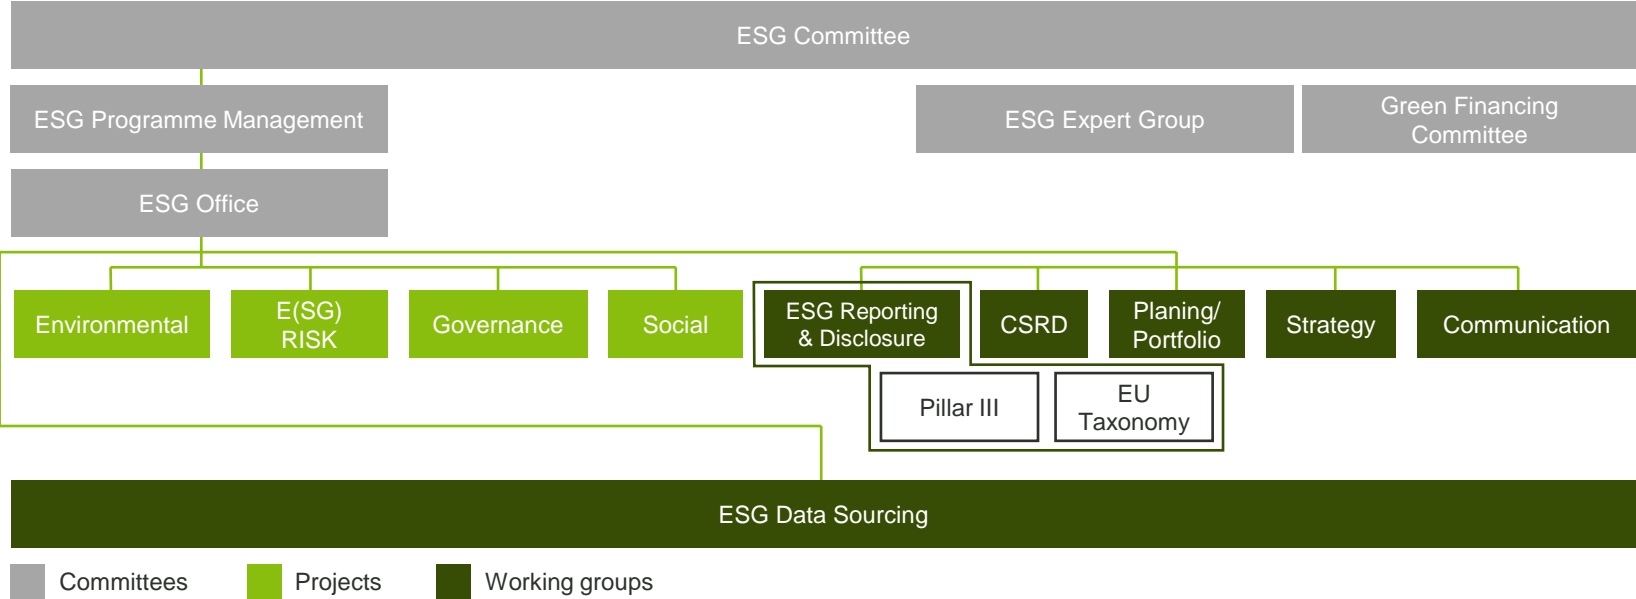 ESG Committee
ESG Programme Management
ESG Expert Group
Green Financing
Committee
ESG Office
Environmental
E(SG)
RISK
Governance
Social
ESG Reporting
& Disclosure
CSRD
Planing/
Portfolio
Strategy
Communication
Pillar III
EU
Taxonomy
ESG Data Sourcing
Committees
Projects
Working groups